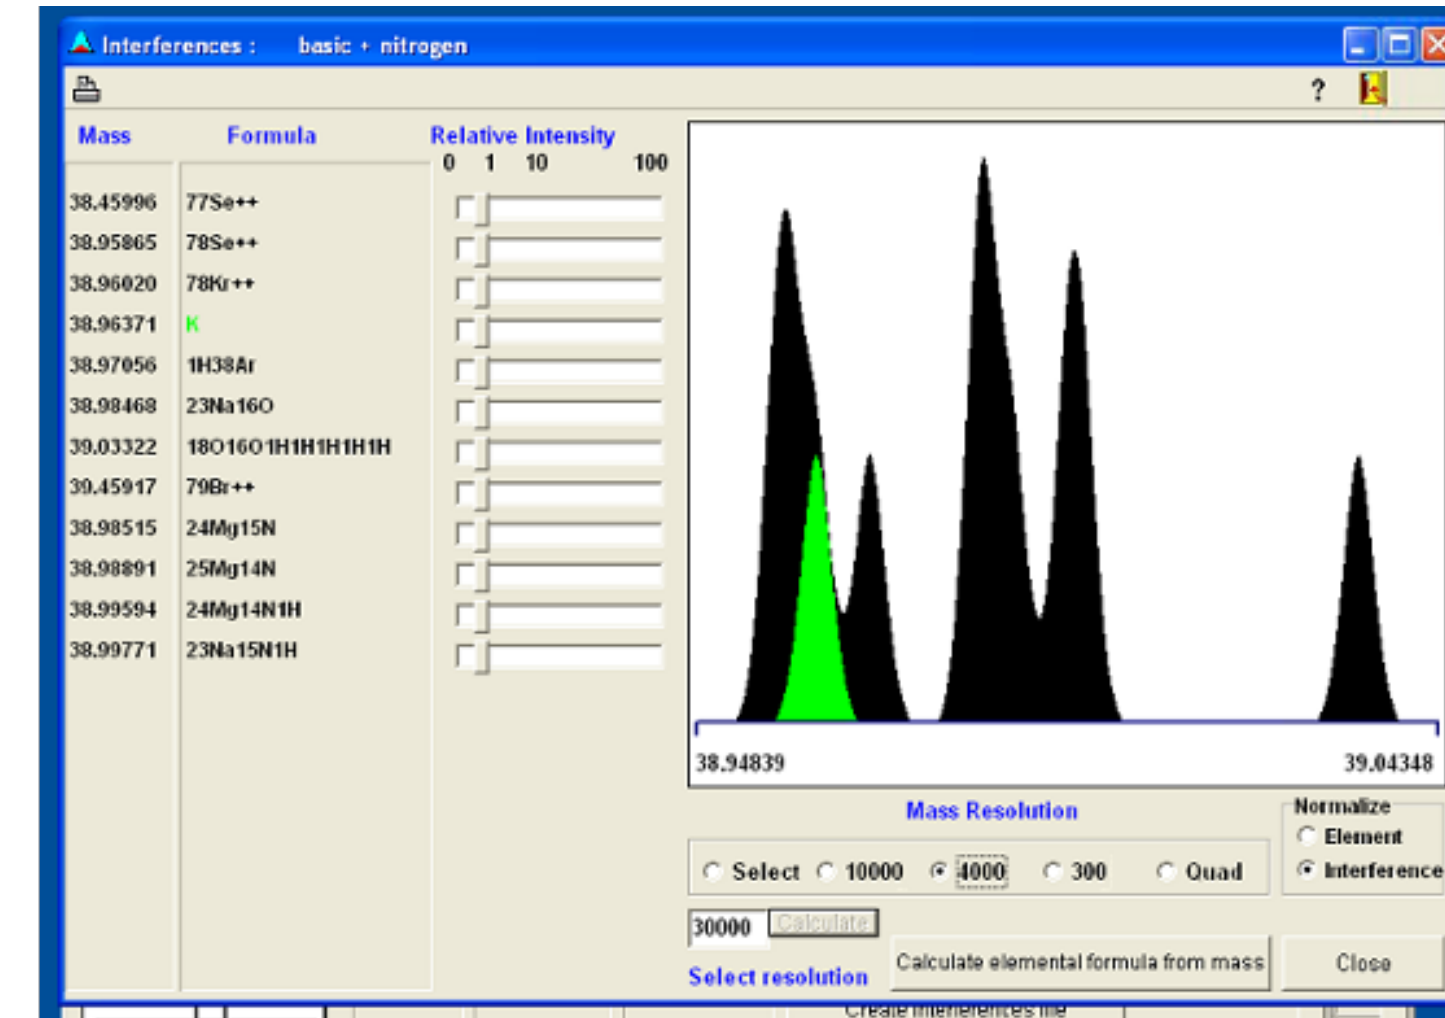 Interferences :    basic + nitrogen
?
Mass Formula Relative Intensity
0 1 10 100
38.45996 77Se++
38.95865 78Se++
38.96020 78Kr++
38.96371 K
38.97056 1H38Ar
38.98468 23Na16O
39.03322 18O16O1H1H1H1H1H
39.45917 79Br++
38.98515 24Mg15N
38.98891 25Mg14N
38.99594 24Mg14N1H
38.99771 23Na15N1H
38.94839 39.04348
Mass Resolution
Select 10000 4000 300 Quad
Normalize
Element
Interference
30000 Calculate
Select resolution
Calculate elemental formula from mass
Close
Create interferences file